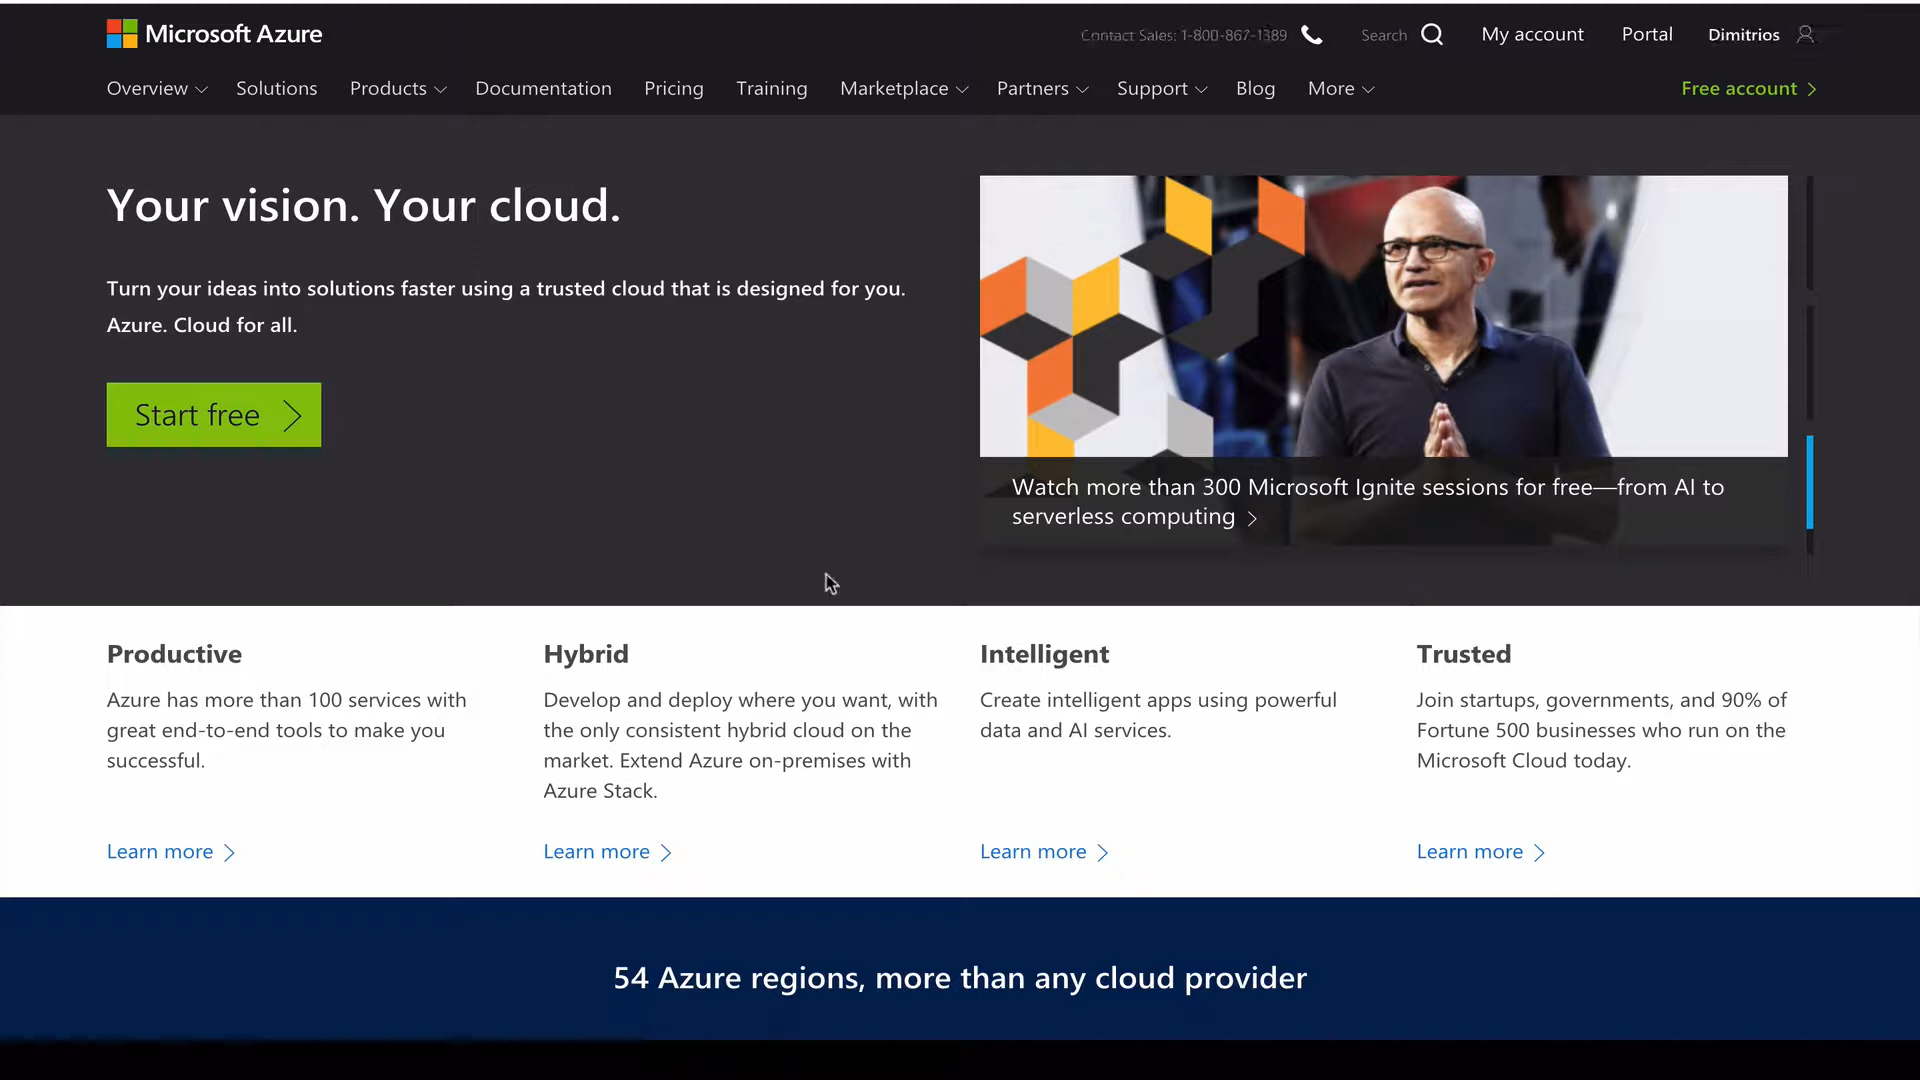 Microsoft Azure
Contact Sales: 1-800-867-1389
Search
My account
Portal
Dimitrios
Overview
Solutions
Products
Documentation
Pricing
Training
Marketplace
Partners
Support
Blog
More
Free account
Your vision. Your cloud.
Turn your ideas into solutions faster using a trusted cloud that is designed for you.
Azure. Cloud for all.
Start free
Watch more than 300 Microsoft Ignite sessions for free—from AI to
serverless computing
Productive
Azure has more than 100 services with
great end-to-end tools to make you
successful.
Learn more
Hybrid
Develop and deploy where you want, with
the only consistent hybrid cloud on the
market. Extend Azure on-premises with
Azure Stack.
Learn more
Intelligent
Create intelligent apps using powerful
data and AI services.
Learn more
Trusted
Join startups, governments, and 90% of
Fortune 500 businesses who run on the
Microsoft Cloud today.
Learn more
54 Azure regions, more than any cloud provider